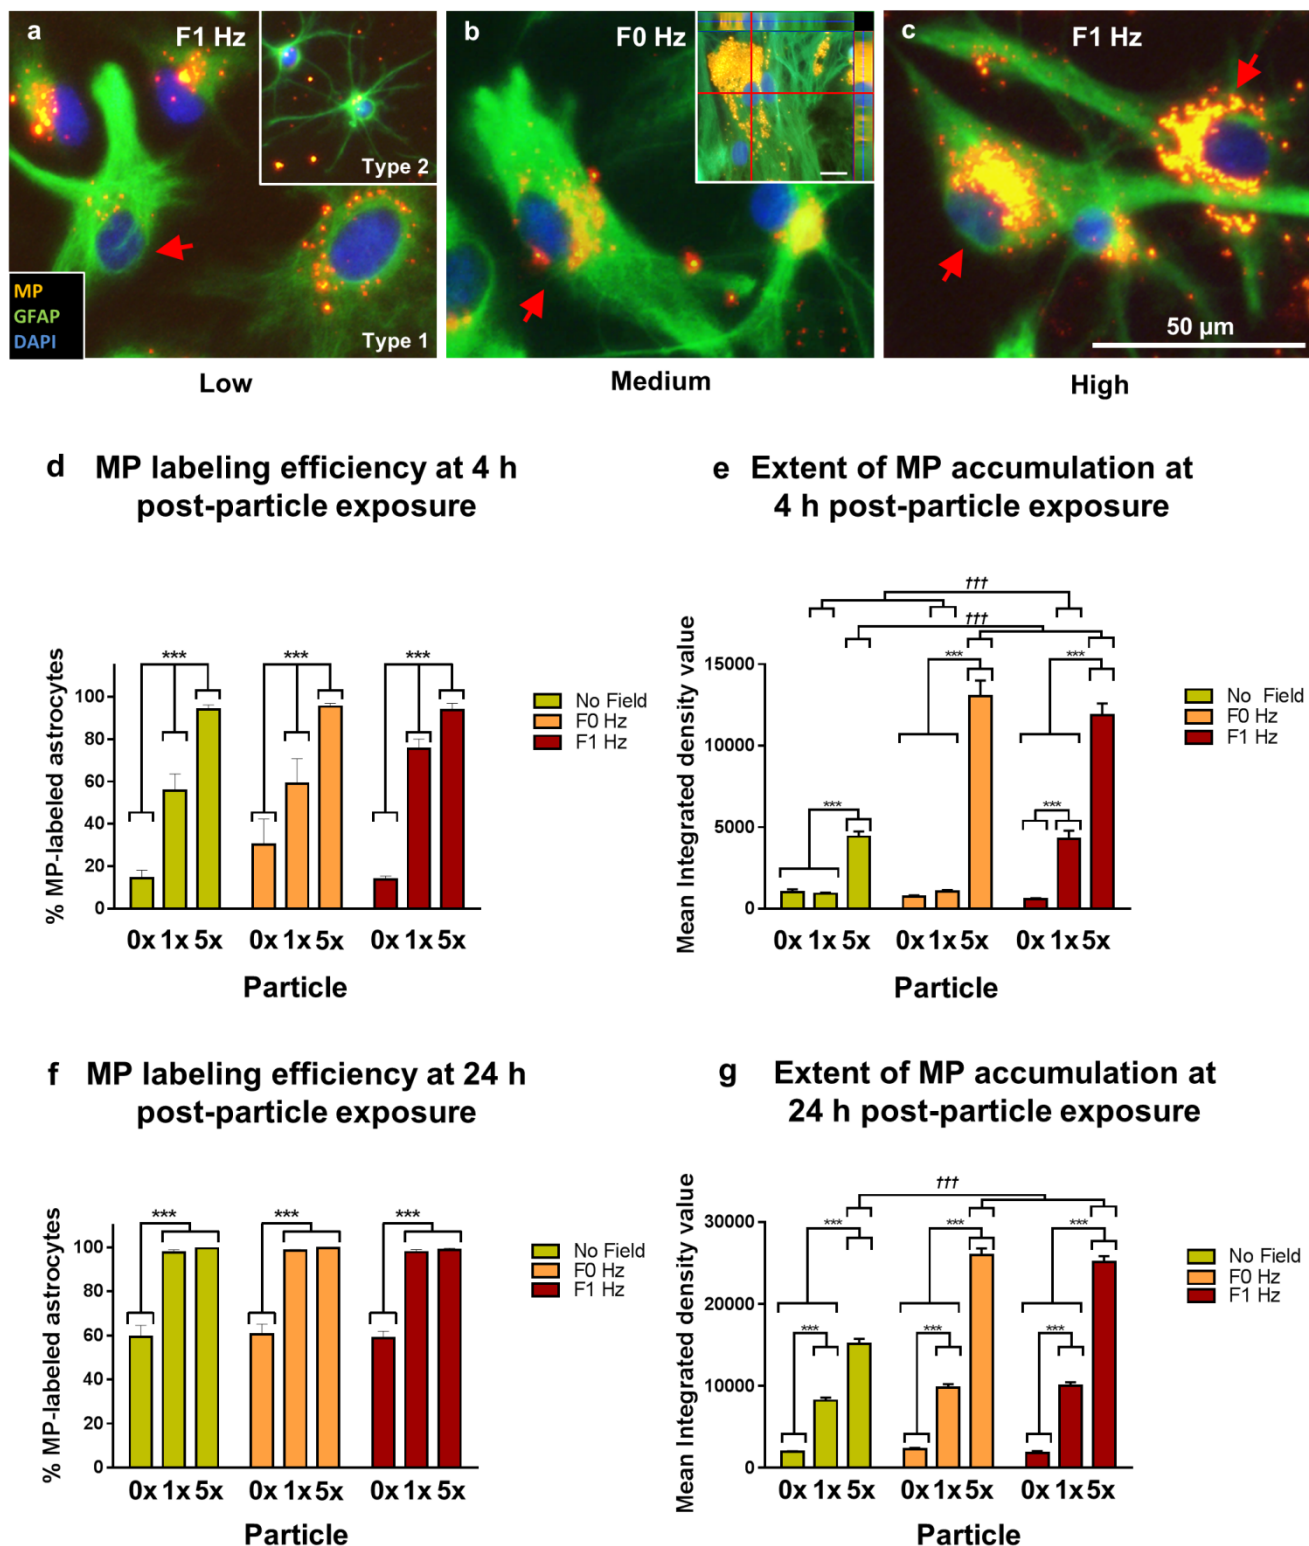 a
F1 Hz
Type 2
MP
GFAP
DAPI
Type 1
b
F0 Hz
c
F1 Hz
50 µm
Low
Medium
High
d MP labeling efficiency at 4 h
post-particle exposure
% MP-labeled astrocytes
100
80
60
40
20
0
***
***
***
No Field
F0 Hz
F1 Hz
0x 1x 5x
0x 1x 5x
0x 1x 5x
Particle
e Extent of MP accumulation at
4 h post-particle exposure
Mean Integrated density value
15000
10000
5000
0
†††
†††
***
***
***
***
No Field
F0 Hz
F1 Hz
0x 1x 5x
0x 1x 5x
0x 1x 5x
Particle
f MP labeling efficiency at 24 h
post-particle exposure
% MP-labeled astrocytes
100
80
60
40
20
0
***
***
***
No Field
F0 Hz
F1 Hz
0x 1x 5x
0x 1x 5x
0x 1x 5x
Particle
g Extent of MP accumulation at
24 h post-particle exposure
Mean Integrated density value
30000
20000
10000
0
†††
***
***
***
***
***
***
No Field
F0 Hz
F1 Hz
0x 1x 5x
0x 1x 5x
0x 1x 5x
Particle